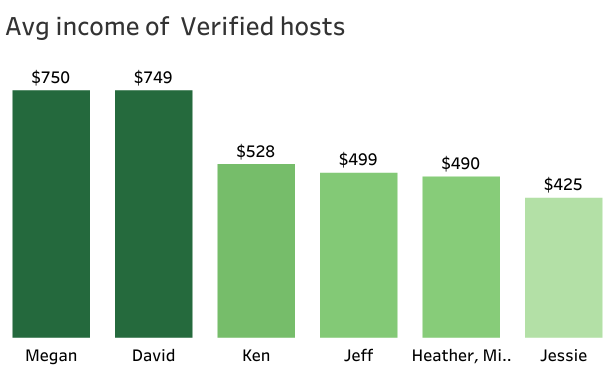 Avg income of  Verified hosts
$750
$749
$528
$499
$490
$425
Megan
David
Ken
Jeff
Heather, Mi..
Jessie